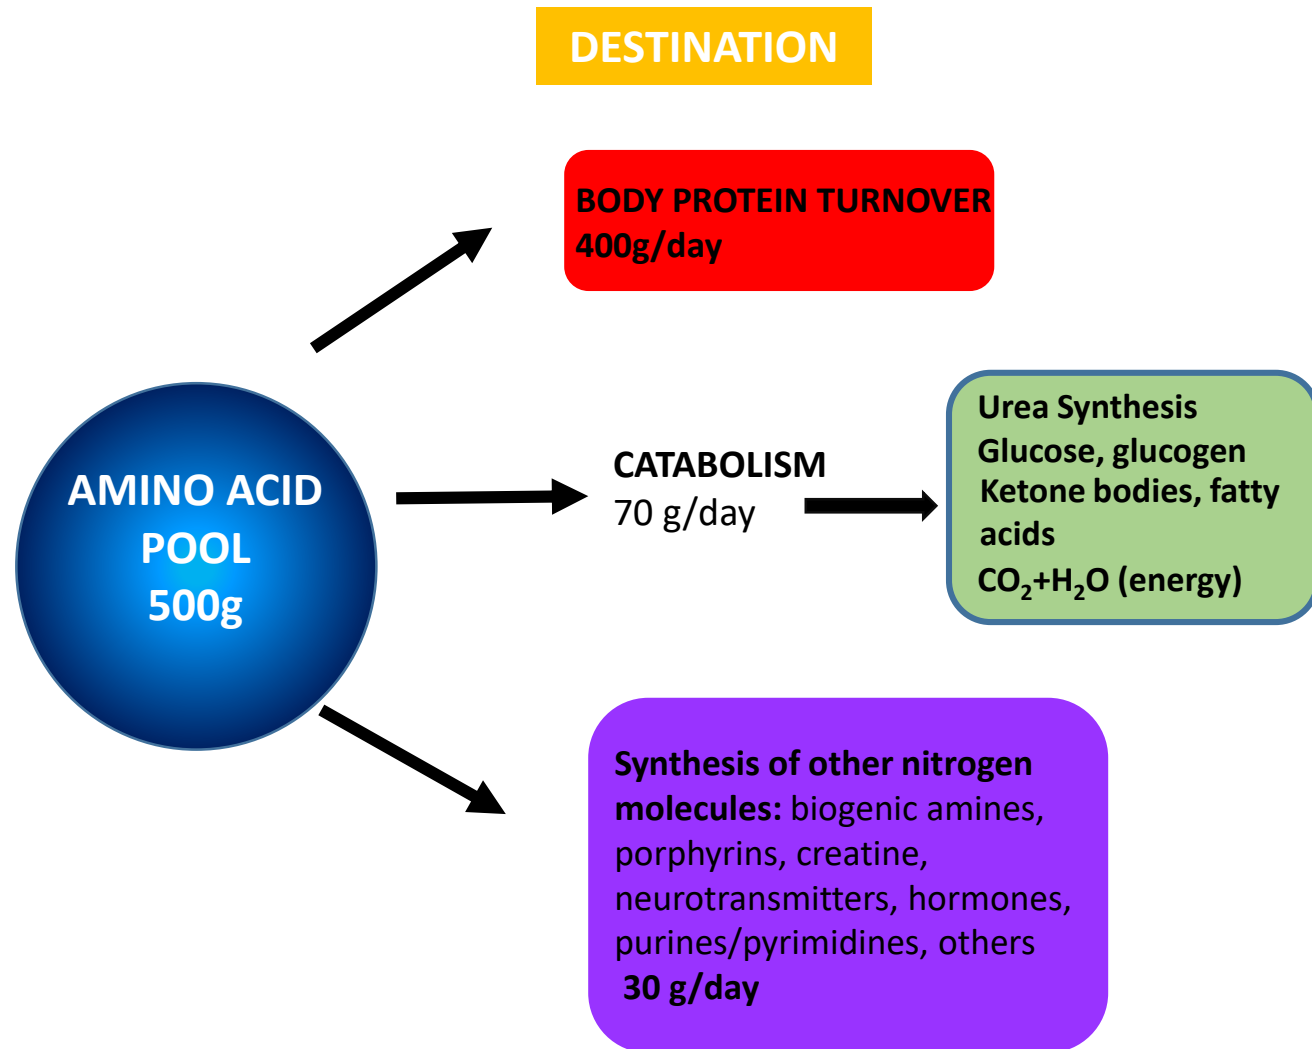 DESTINATION
BODY PROTEIN TURNOVER
400g/day
AMINO ACID
POOL
500g
CATABOLISM
70 g/day
Urea Synthesis
Glucose, glucogen
Ketone bodies, fatty
acids
CO₂+H₂O (energy)
Synthesis of other nitrogen
molecules: biogenic amines,
porphyrins, creatine,
neurotransmitters, hormones,
purines/pyrimidines, others
30 g/day